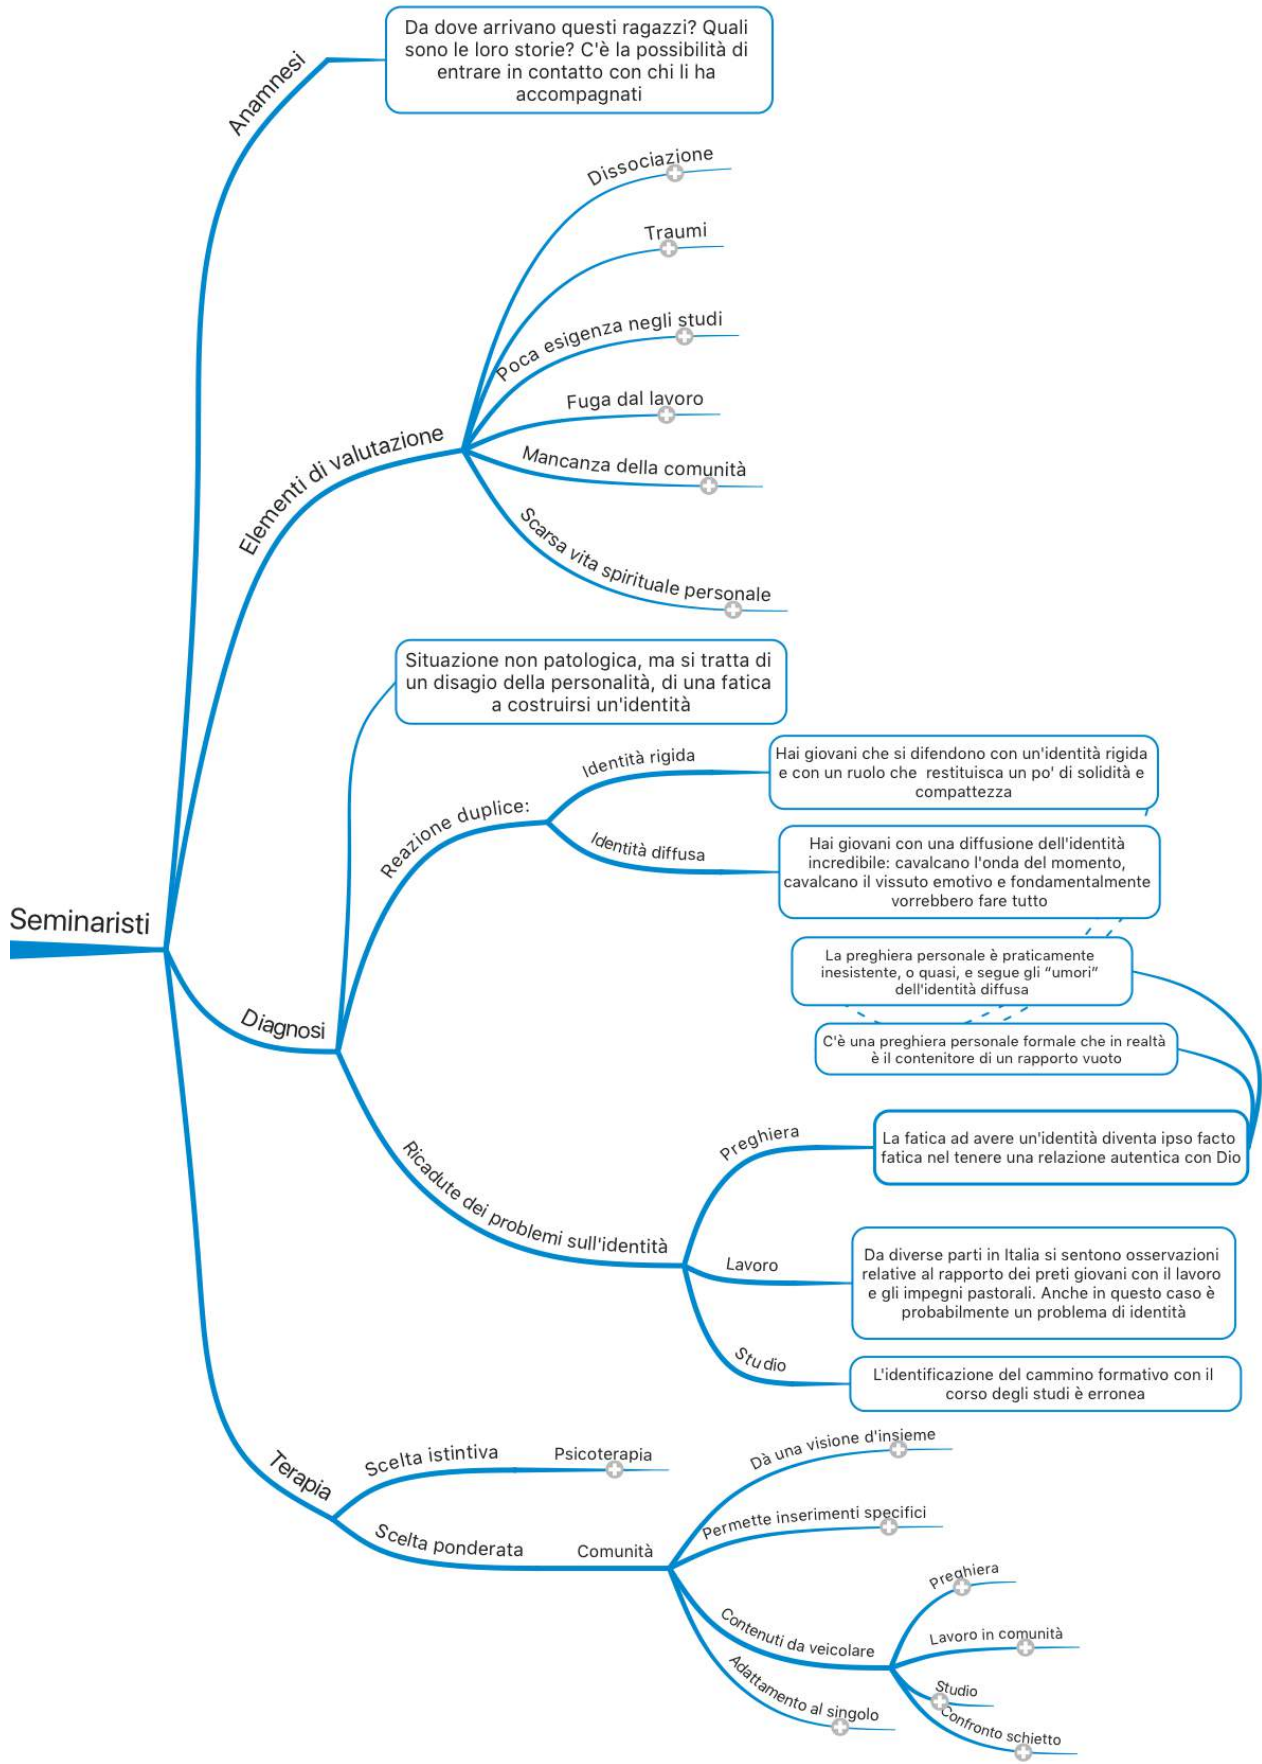 Seminaristi
Anamnesi
Da dove arrivano questi ragazzi? Quali
sono le loro storie? C'è la possibilità di
entrare in contatto con chi li ha
accompagnati
Elementi di valutazione
Dissociazione
Traumi
Poca esigenza negli studi
Fuga dal lavoro
Mancanza della comunità
Scarsa vita spirituale personale
Diagnosi
Situazione non patologica, ma si tratta di
un disagio della personalità, di una fatica
a costruirsi un'identità
Reazione duplice:
Identità rigida
Hai giovani che si difendono con un'identità rigida
e con un ruolo che restituisca un po' di solidità e
compattezza
Identità diffusa
Hai giovani con una diffusione dell'identità
incredibile: cavalcano l'onda del momento,
cavalcano il vissuto emotivo e fondamentalmente
vorrebbero fare tutto
La preghiera personale è praticamente
inesistente, o quasi, e segue gli “umori”
dell'identità diffusa
C'è una preghiera personale formale che in realtà
è il contenitore di un rapporto vuoto
Ricadute dei problemi sull'identità
Preghiera
La fatica ad avere un'identità diventa ipso facto
fatica nel tenere una relazione autentica con Dio
Lavoro
Da diverse parti in Italia si sentono osservazioni
relative al rapporto dei preti giovani con il lavoro
e gli impegni pastorali. Anche in questo caso è
probabilmente un problema di identità
Studio
L'identificazione del cammino formativo con il
corso degli studi è erronea
Terapia
Scelta istintiva
Psicoterapia
Scelta ponderata
Comunità
Dà una visione d'insieme
Permette inserimenti specifici
Contenuti da veicolare
Preghiera
Lavoro in comunità
Studio
Confronto schietto
Adattamento al singolo